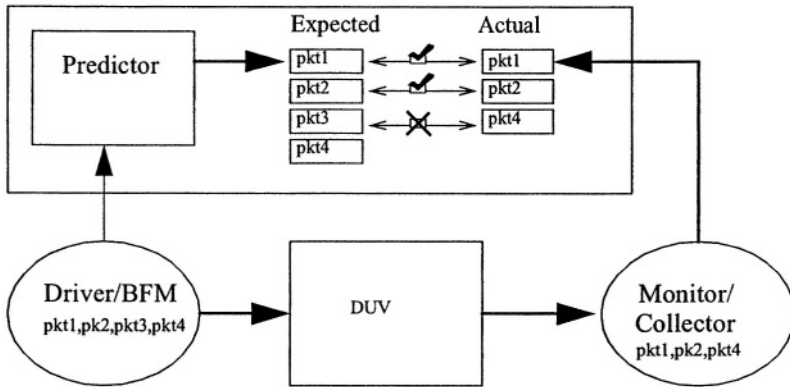 Expected Actual
Predictor
pkt1 pkt1
pkt2 pkt2
pkt3 pkt4
pkt4
Driver/BFM
pkt1,pk2,pkt3,pkt4
DUV
Monitor/
Collector
pkt1,pk2,pkt4